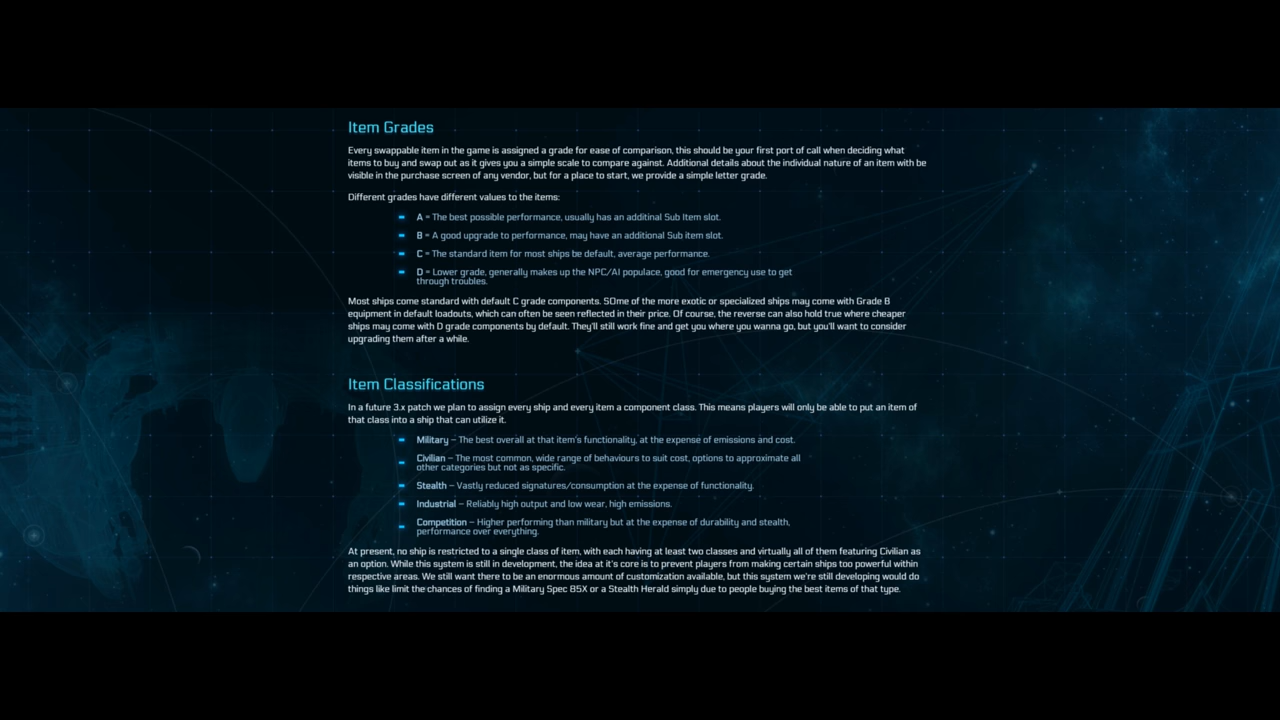 Item Grades
Every swappable item in the game is assigned a grade for ease of comparison, this should be your first port of call when deciding what
items to buy and swap out as it gives you a simple scale to compare against. Additional details about the individual nature of an item with be
visible in the purchase screen of any vendor, but for a place to start, we provide a simple letter grade.
Different grades have different values to the items:
A = The best possible performance, usually has an additinal Sub Item slot.
B = A good upgrade to performance, may have an additional Sub item slot.
C = The standard item for most ships be default, average performance.
D = Lower grade, generally makes up the NPC/AI populace, good for emergency use to get
through troubles.
Most ships come standard with default C grade components. SOme of the more exotic or specialized ships may come with Grade B
equipment in default loadouts, which can often be seen reflected in their price. Of course, the reverse can also hold true where cheaper
ships may come with D grade components by default. They'll still work fine and get you where you wanna go, but you'll want to consider
upgrading them after a while.
Item Classifications
In a future 3.x patch we plan to assign every ship and every item a component class. This means players will only be able to put an item of
that class into a ship that can utilize it.
Military – The best overall at that item's functionality, at the expense of emissions and cost.
Civilian – The most common, wide range of behaviours to suit cost, options to approximate all
other categories but not as specific.
Stealth – Vastly reduced signatures/consumption at the expense of functionality.
Industrial – Reliably high output and low wear, high emissions.
Competition – Higher performing than military but at the expense of durability and stealth,
performance over everything.
At present, no ship is restricted to a single class of item, with each having at least two classes and virtually all of them featuring Civilian as
an option. While this system is still in development, the idea at it's core is to prevent players from making certain ships too powerful within
respective areas. We still want there to be an enormous amount of customization available, but this system we're still developing would do
things like limit the chances of finding a Military Spec 85X or a Stealth Herald simply due to people buying the best items of that type.